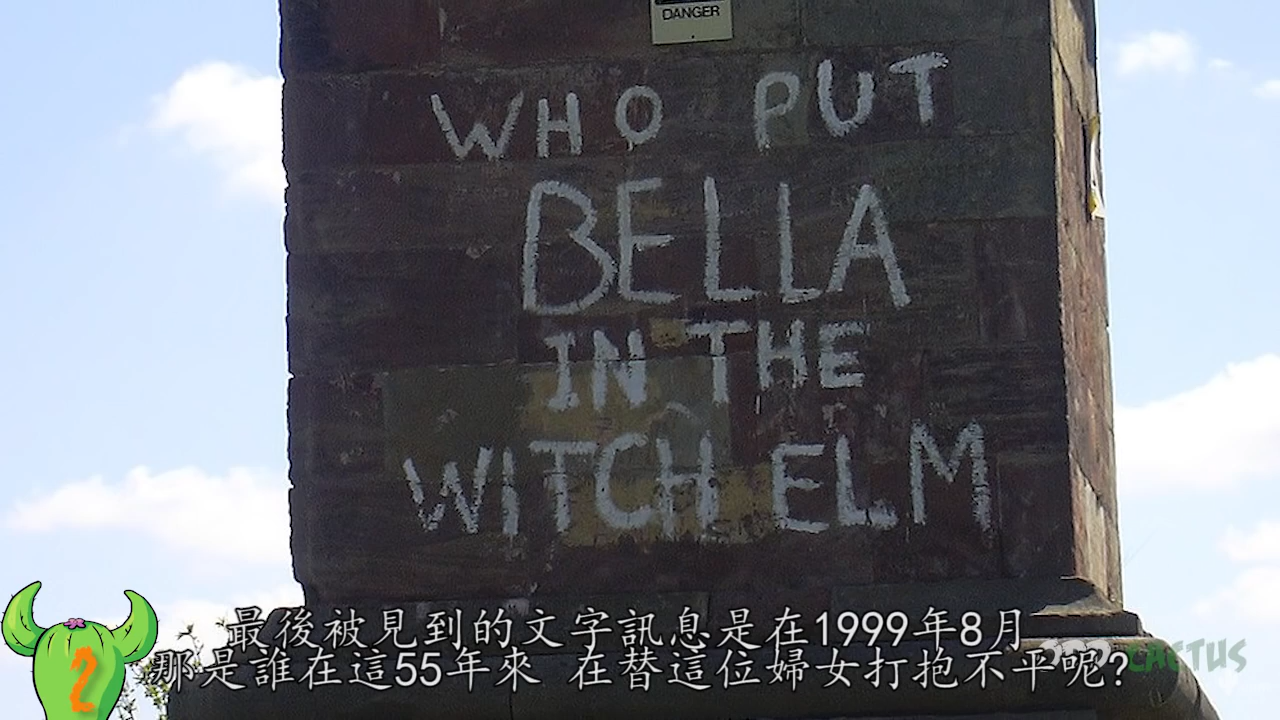 DANGER
WHO PUT
BELLA
IN THE
WITCH ELM
最後被見到的文字訊息是在1999年8月
那是誰在這55年來 在替這位婦女打抱不平呢?
2
CACTUS